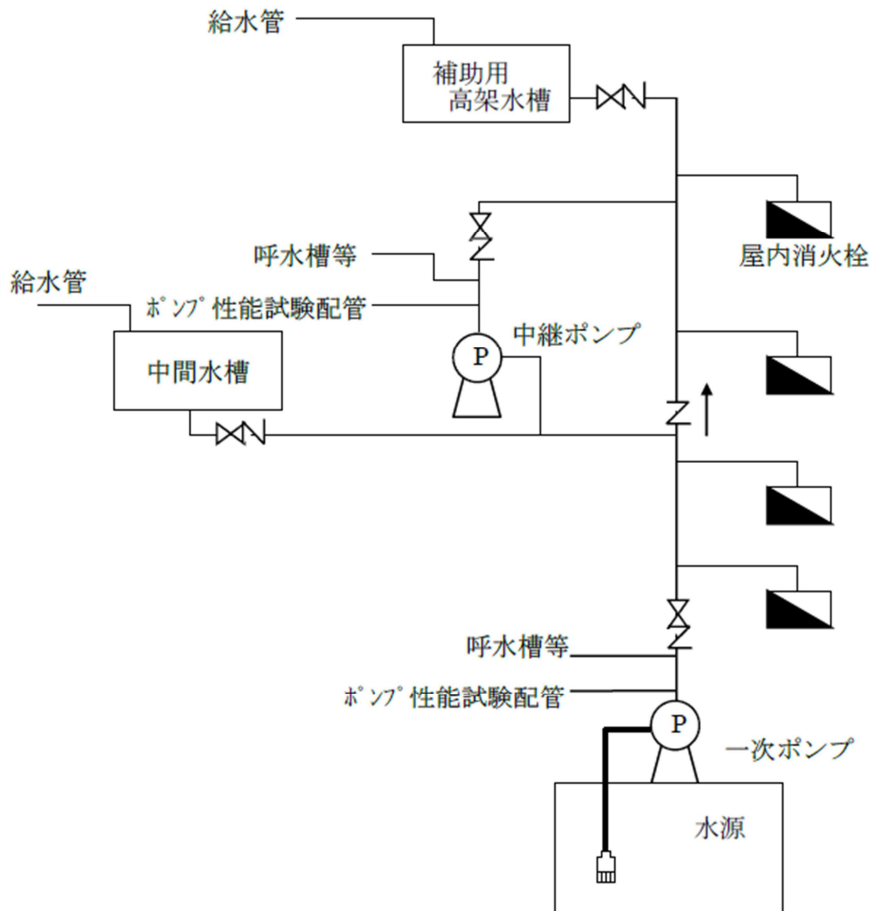 給水管
補助用
高架水槽
屋内消火栓
呼水槽等
給水管
ﾎﾟﾝﾌﾟ性能試験配管
中継ポンプ
P
中間水槽
呼水槽等
ﾎﾟﾝﾌﾟ性能試験配管
P
一次ポンプ
水源